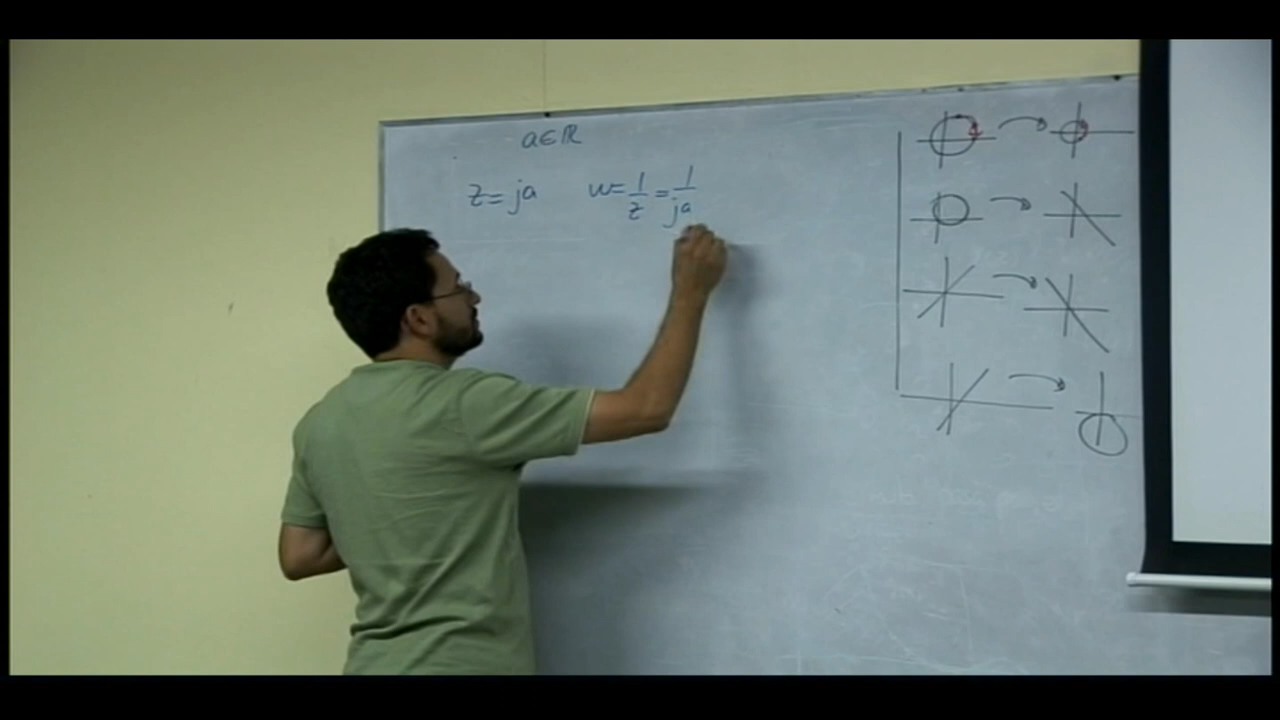 a∈ℝ
z = ja w = 1/z = 1/ja